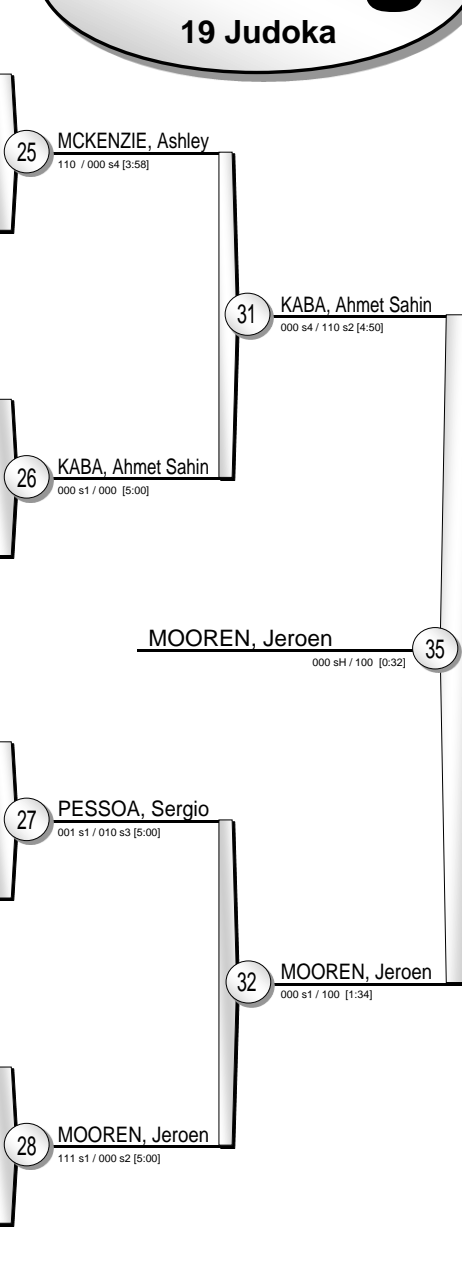 19 Judoka
25
MCKENZIE, Ashley
110 / 000 s4 [3:58]
31
KABA, Ahmet Sahin
000 s4 / 110 s2 [4:50]
26
KABA, Ahmet Sahin
000 s1 / 000 [5:00]
MOOREN, Jeroen
35
000 sH / 100 [0:32]
27
PESSOA, Sergio
001 s1 / 010 s3 [5:00]
32
MOOREN, Jeroen
000 s1 / 100 [1:34]
28
MOOREN, Jeroen
111 s1 / 000 s2 [5:00]